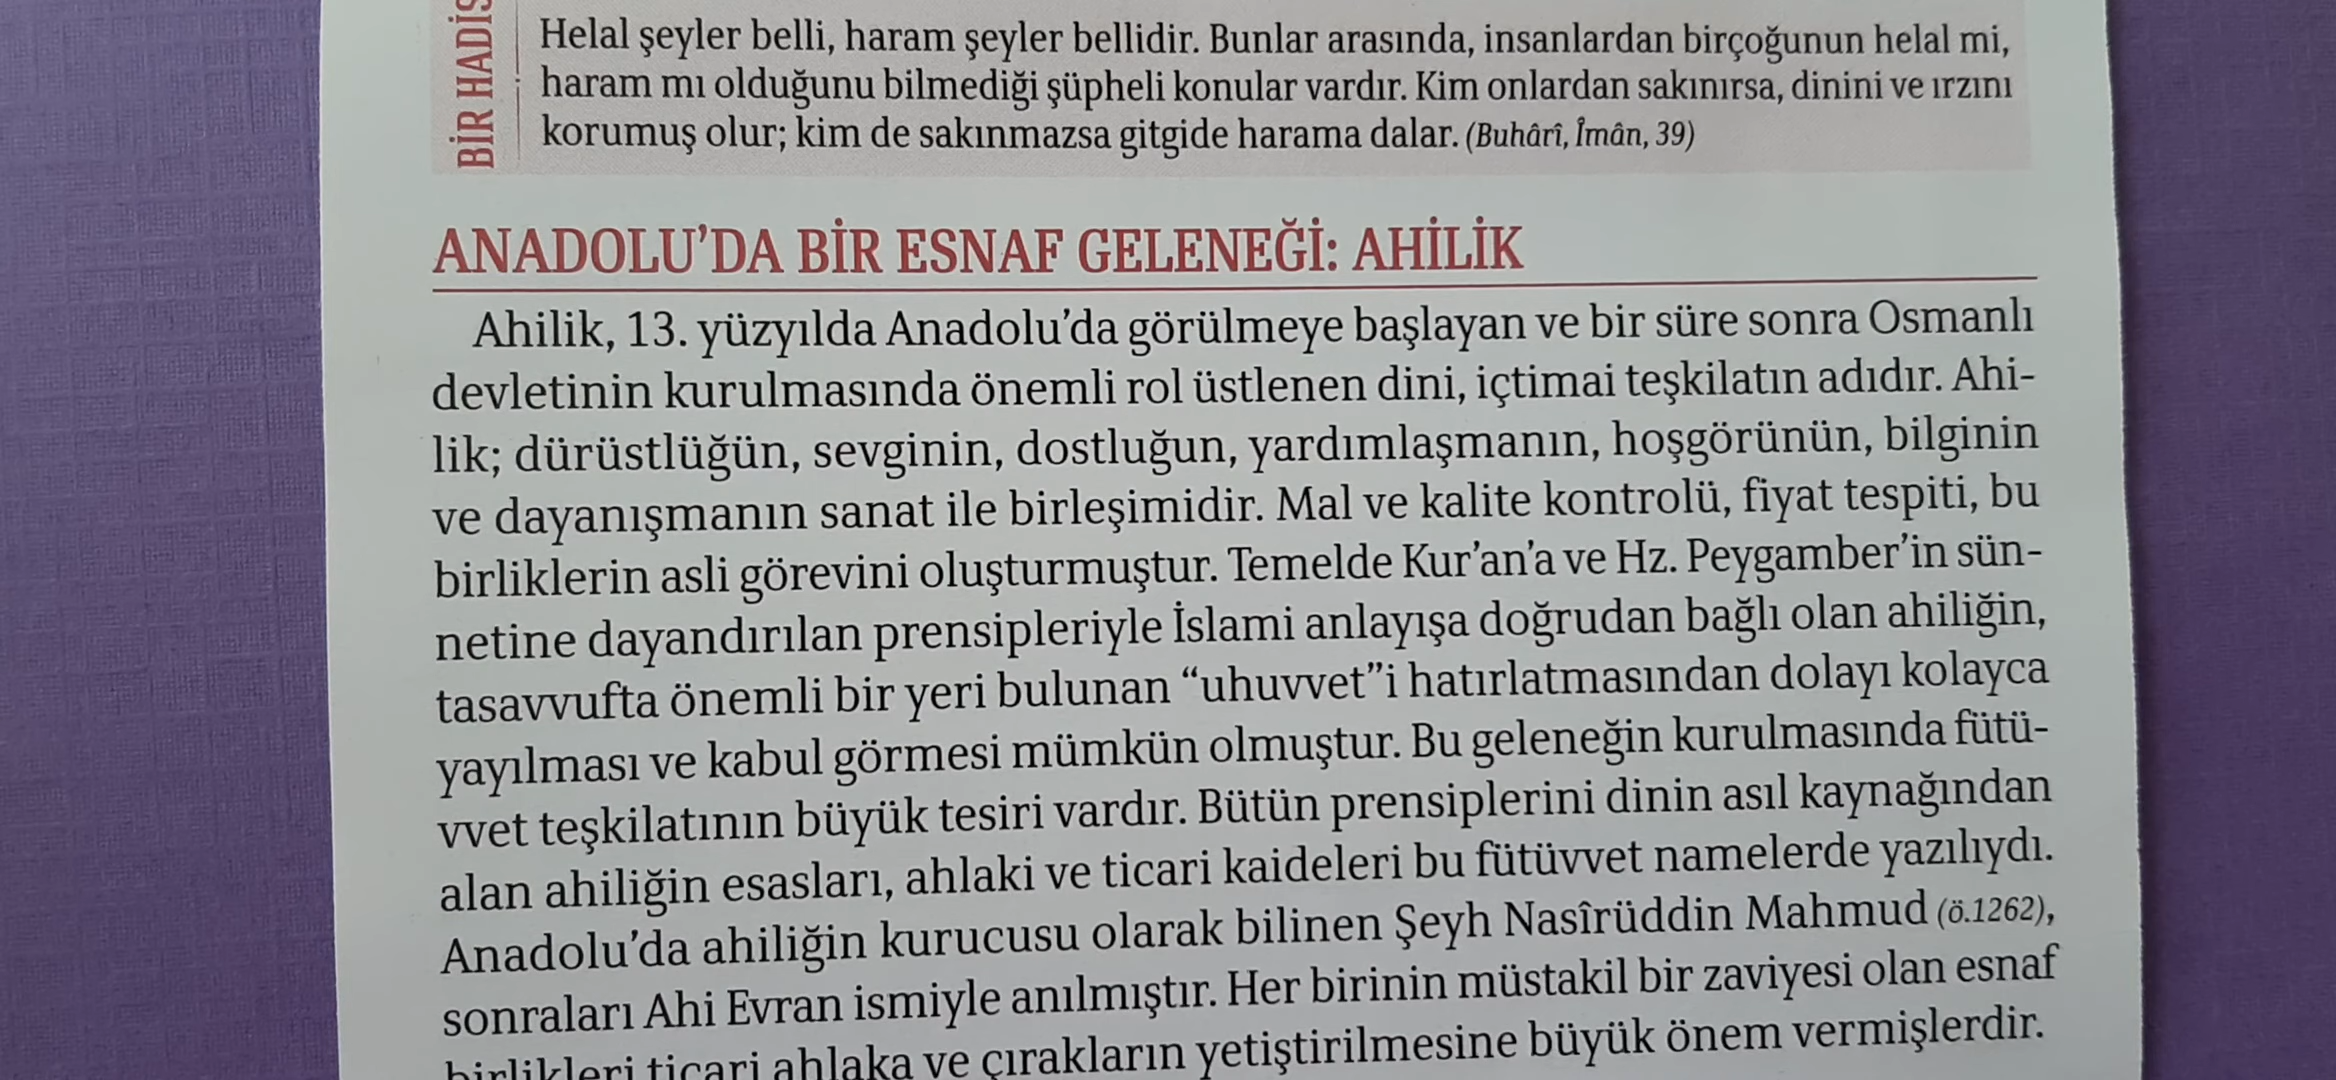 BİR HADİS
Helal şeyler belli, haram şeyler bellidir. Bunlar arasında, insanlardan birçoğunun helal mi,
haram mı olduğunu bilmediği şüpheli konular vardır. Kim onlardan sakınırsa, dinini ve ırzını
korumuş olur; kim de sakınmazsa gitgide harama dalar. (Buhârî, Îmân, 39)
ANADOLU’DA BİR ESNAF GELENEĞİ: AHİLİK
Ahilik, 13. yüzyılda Anadolu’da görülmeye başlayan ve bir süre sonra Osmanlı
devletinin kurulmasında önemli rol üstlenen dini, içtimai teşkilatın adıdır. Ahi-
lik; dürüstlüğün, sevginin, dostluğun, yardımlaşmanın, hoşgörünün, bilginin
ve dayanışmanın sanat ile birleşimidir. Mal ve kalite kontrolü, fiyat tespiti, bu
birliklerin asli görevini oluşturmuştur. Temelde Kur’an’a ve Hz. Peygamber’in sün-
netine dayandırılan prensipleriyle İslami anlayışa doğrudan bağlı olan ahiliğin,
tasavvufta önemli bir yeri bulunan “uhuvvet”i hatırlatmasından dolayı kolayca
yayılması ve kabul görmesi mümkün olmuştur. Bu geleneğin kurulmasında fütü-
vvet teşkilatının büyük tesiri vardır. Bütün prensiplerini dinin asıl kaynağından
alan ahiliğin esasları, ahlaki ve ticari kaideleri bu fütüvvet namelerde yazılıydı.
Anadolu’da ahiliğin kurucusu olarak bilinen Şeyh Nasîrüddin Mahmud (ö.1262),
sonraları Ahi Evran ismiyle anılmıştır. Her birinin müstakil bir zaviyesi olan esnaf
birlikleri ticari ahlaka ve çırakların yetiştirilmesine büyük önem vermişlerdir.